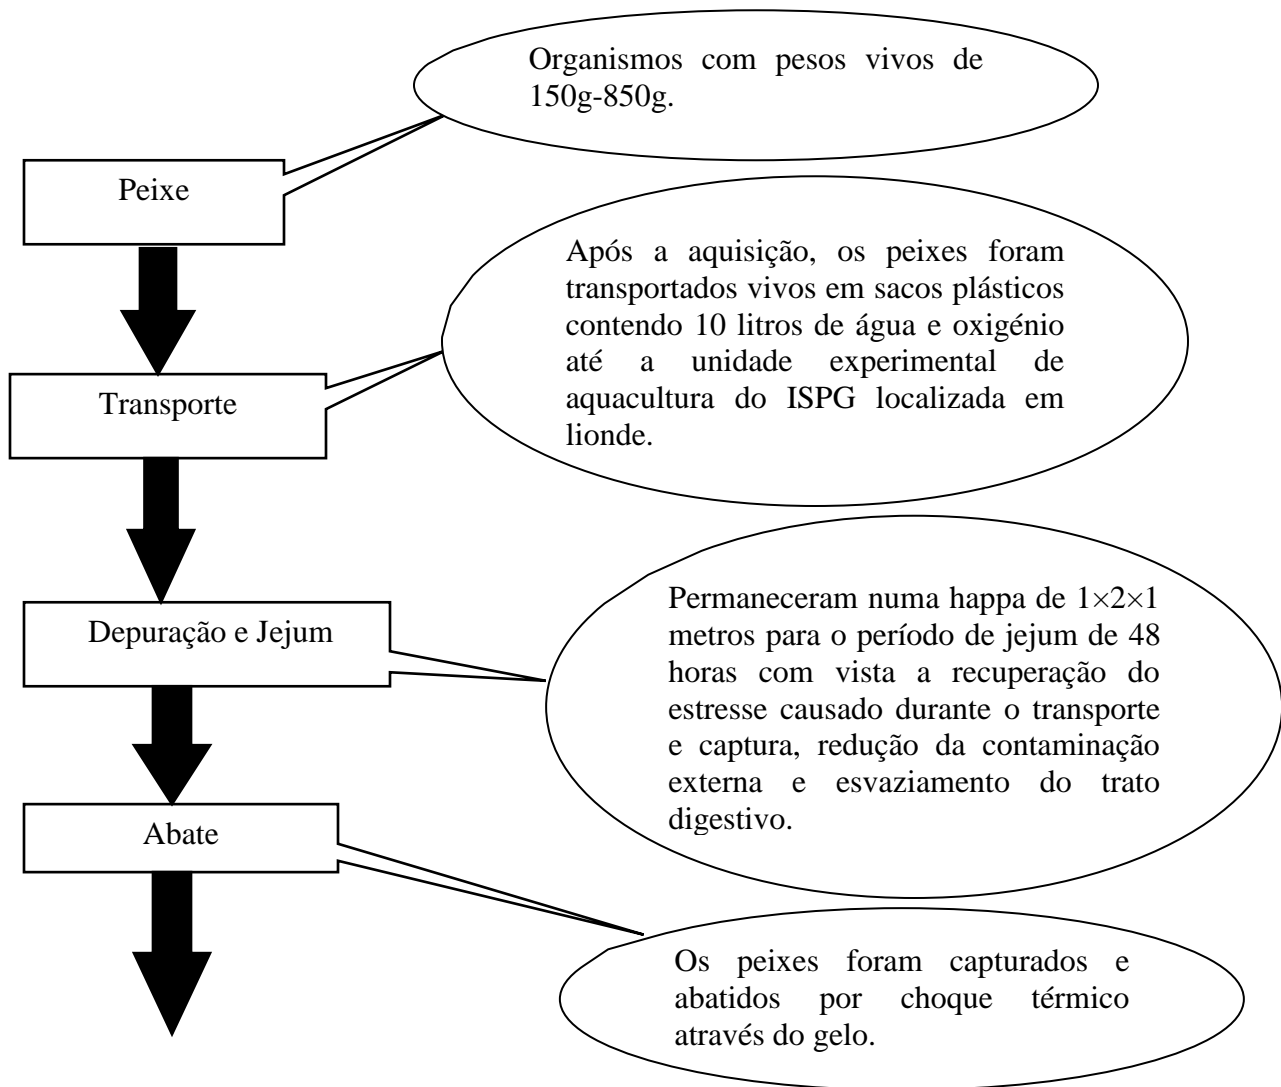 Organismos com pesos vivos de
150g-850g.
Peixe
Após a aquisição, os peixes foram
transportados vivos em sacos plásticos
contendo 10 litros de água e oxigénio
até a unidade experimental de
aquacultura do ISPG localizada em
lionde.
Transporte
Permaneceram numa happa de 1×2×1
metros para o período de jejum de 48
horas com vista a recuperação do
estresse causado durante o transporte
e captura, redução da contaminação
externa e esvaziamento do trato
digestivo.
Depuração e Jejum
Abate
Os peixes foram capturados e
abatidos por choque térmico
através do gelo.